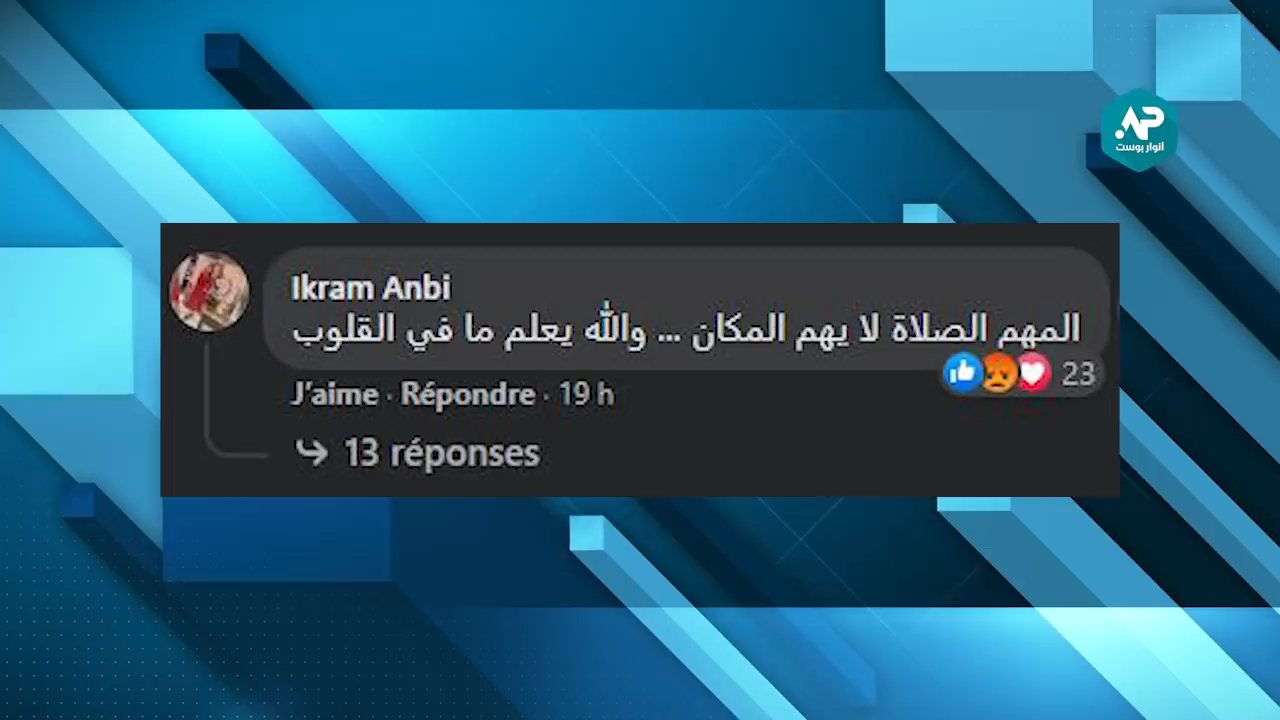 AP
أنوار بوست
Ikram Anbi
المهم الصلاة لا يهم المكان ... والله يعلم ما في القلوب
23
J'aime · Répondre · 19 h
13 réponses